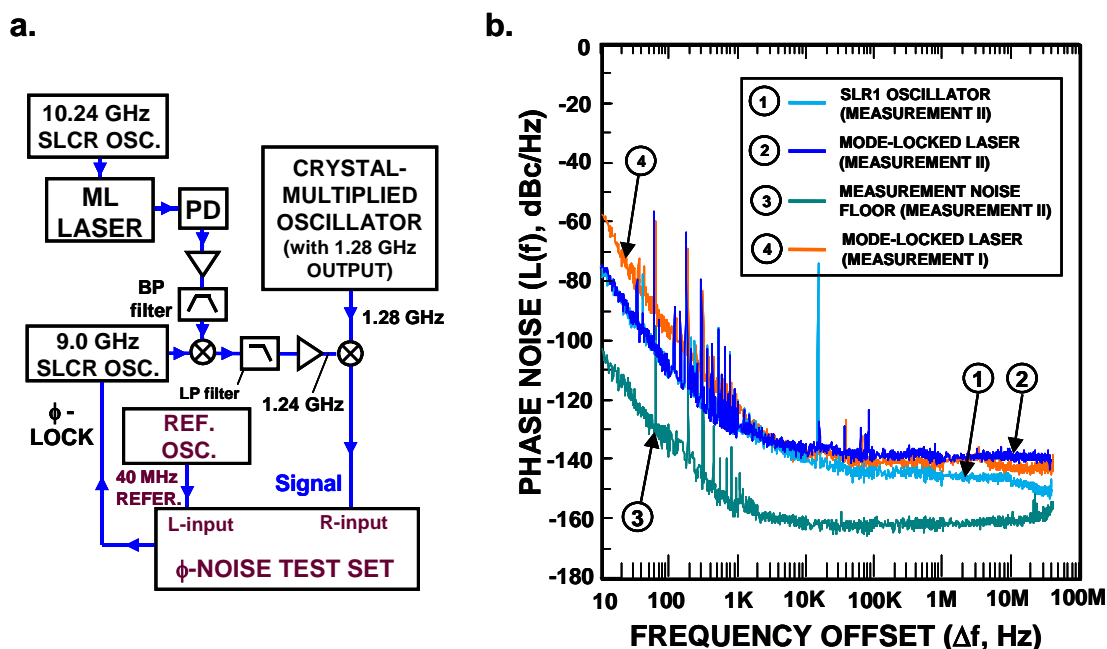 a.
10.24 GHz
SLCR OSC.
ML
LASER
PD
BP
filter
9.0 GHz
SLCR OSC.
LP filter
1.24 GHz
CRYSTAL-
MULTIPLIED
OSCILLATOR
(with 1.28 GHz
OUTPUT)
1.28 GHz
ϕ -
LOCK
REF.
OSC.
40 MHz
REFER.
Signal
L-input
R-input
ϕ-NOISE TEST SET
b.
PHASE NOISE (L(f), dBc/Hz)
0
-20
-40
-60
-80
-100
-120
-140
-160
-180
1
SLR1 OSCILLATOR
(MEASUREMENT II)
2
MODE-LOCKED LASER
(MEASUREMENT II)
3
MEASUREMENT NOISE
FLOOR (MEASUREMENT II)
4
MODE-LOCKED LASER
(MEASUREMENT I)
4
1
2
3
10
100
1K
10K
100K
1M
10M
100M
FREQUENCY OFFSET (Δf, Hz)